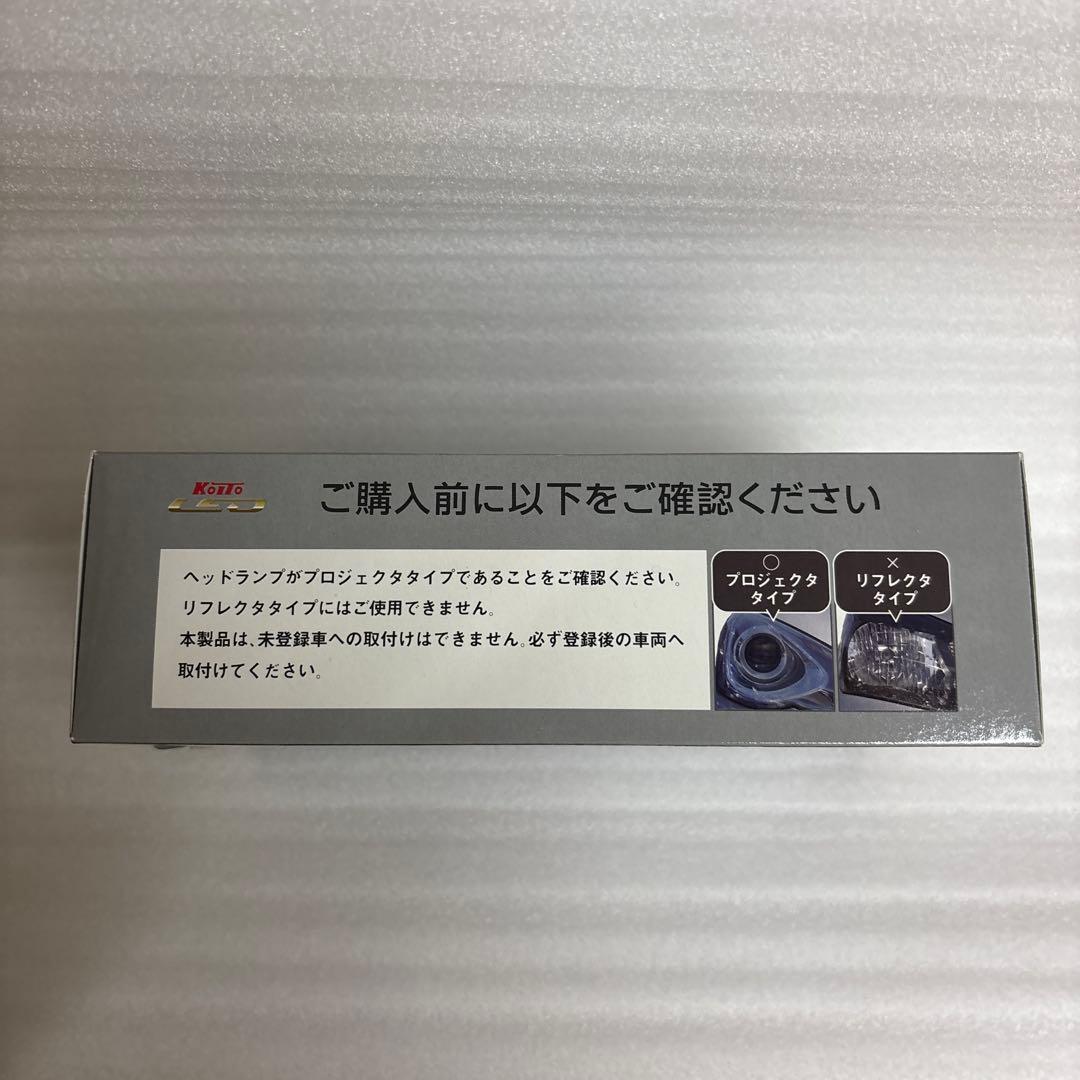 KOITO
LED
ご購入前に以下をご確認ください
ヘッドランプがプロジェクタタイプであることをご確認ください。
リフレクタタイプにはご使用できません。
本製品は、未登録車への取付けはできません。必ず登録後の車両へ
取付けてください。
○
プロジェクタ
タイプ
×
リフレクタ
タイプ